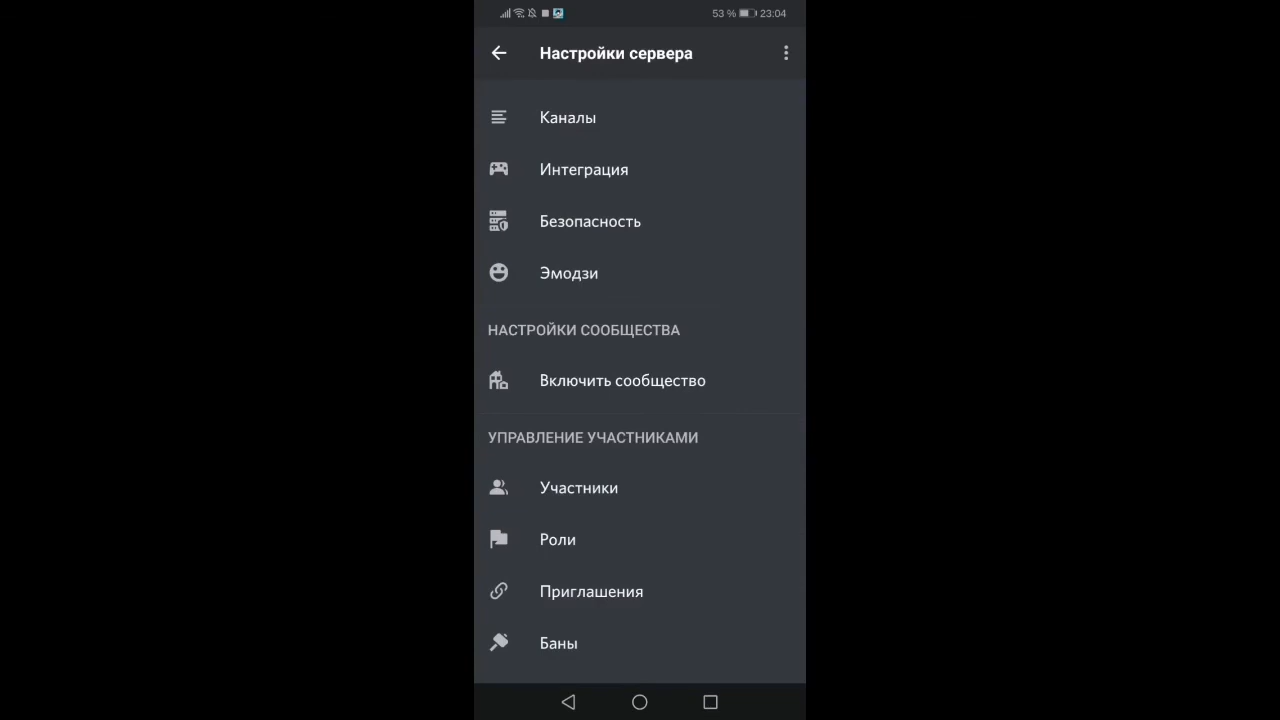 53 % 23:04
Настройки сервера
Каналы
Интеграция
Безопасность
Эмодзи
НАСТРОЙКИ СООБЩЕСТВА
Включить сообщество
УПРАВЛЕНИЕ УЧАСТНИКАМИ
Участники
Роли
Приглашения
Баны